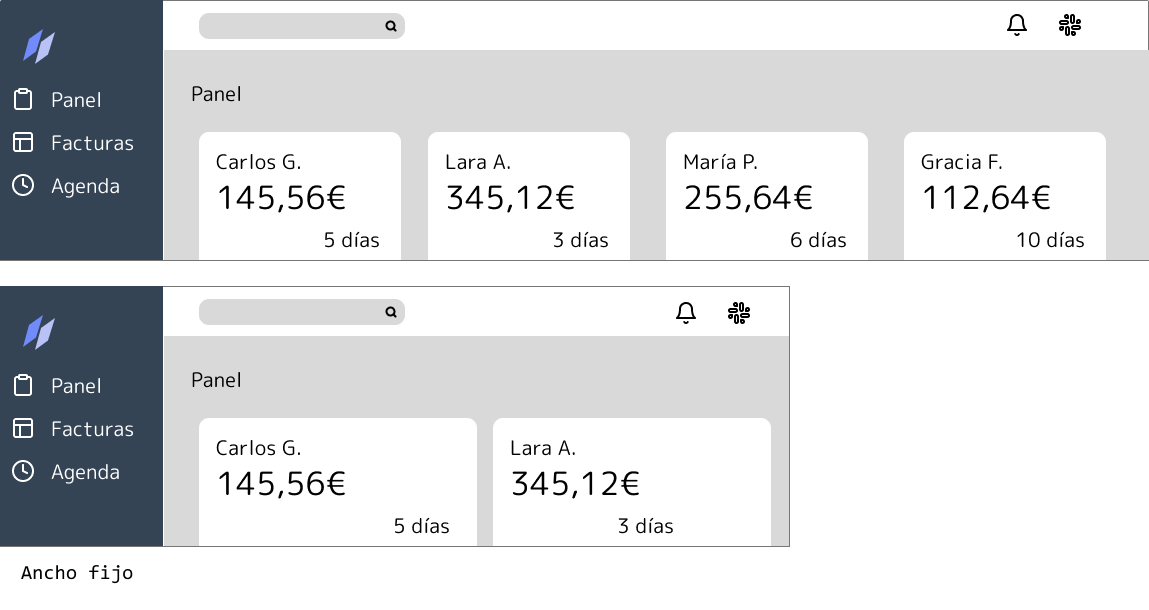 Panel
Facturas
Agenda
Panel
Carlos G.
145,56€
5 días
Lara A.
345,12€
3 días
María P.
255,64€
6 días
Gracia F.
112,64€
10 días
Panel
Facturas
Agenda
Panel
Carlos G.
145,56€
5 días
Lara A.
345,12€
3 días
Ancho fijo